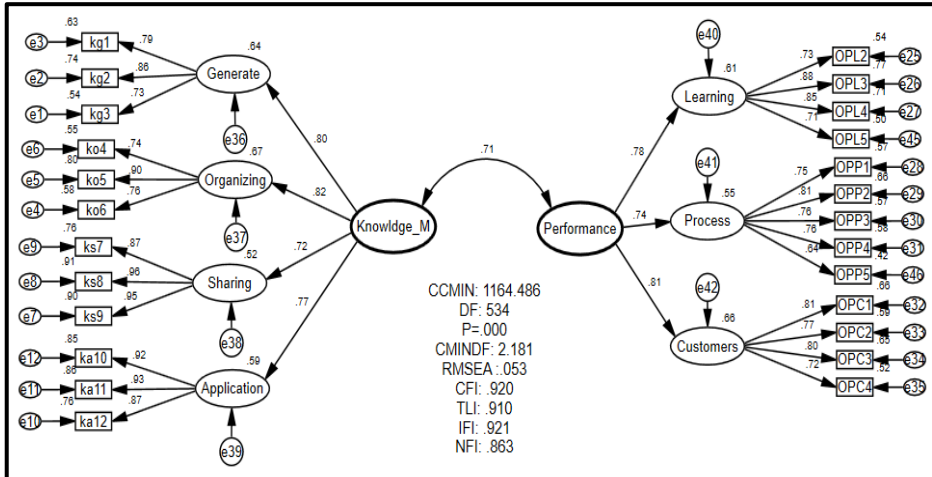 .63
e3 kg1 .79
.74
e2 kg2 .86
.54
e1 kg3 .73
.64
Generate
e36
.55
e6 ko4 .74
.80
e5 ko5 .90
.58
e4 ko6 .76
.67
Organizing
e37
.76
e9 ks7 .87
.91
e8 ks8 .96
.90
e7 ks9 .95
.52
Sharing
e38
.85
e12 ka10 .92
.86
e11 ka11 .93
.76
e10 ka12 .87
.59
Application
e39
.80
.82
.72
.77
Knowldge_M
.71
Performance
.78
.74
.81
CCMIN: 1164.486
DF: 534
P=.000
CMINDF: 2.181
RMSEA :.053
CFI: .920
TLI: .910
IFI: .921
NFI: .863
e40
.61
Learning
.54
.73 OPL2 e25
.77
.88 OPL3 e26
.71
.85 OPL4 e27
.50
.71 OPL5 e45
e41
.55
Process
.57
.75 OPP1 e28
.66
.81 OPP2 e29
.57
.76 OPP3 e30
.58
.76 OPP4 e31
.42
.64 OPP5 e46
e42
.66
Customers
.66
.81 OPC1 e32
.59
.77 OPC2 e33
.65
.80 OPC3 e34
.52
.72 OPC4 e35